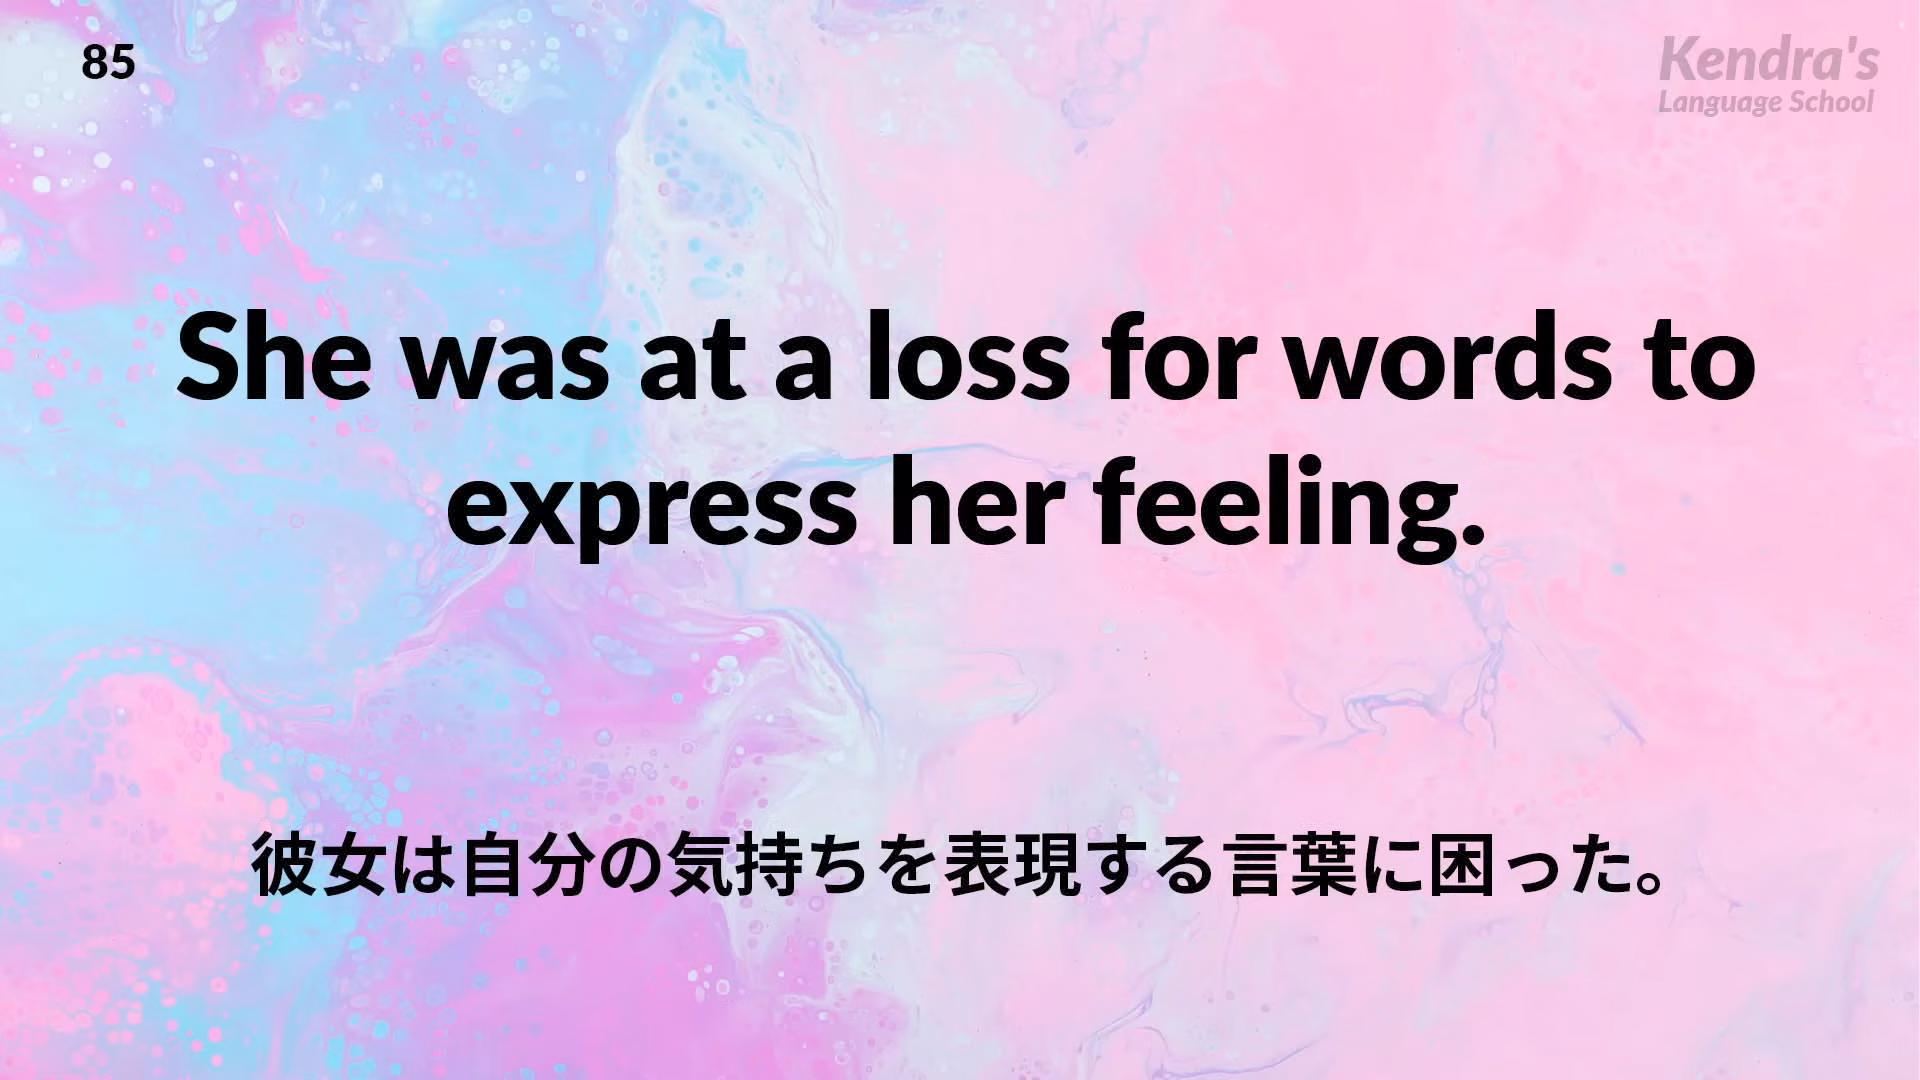 85
Kendra's
Language School
She was at a loss for words to
express her feeling.
彼女は自分の気持ちを表現する言葉に困った。